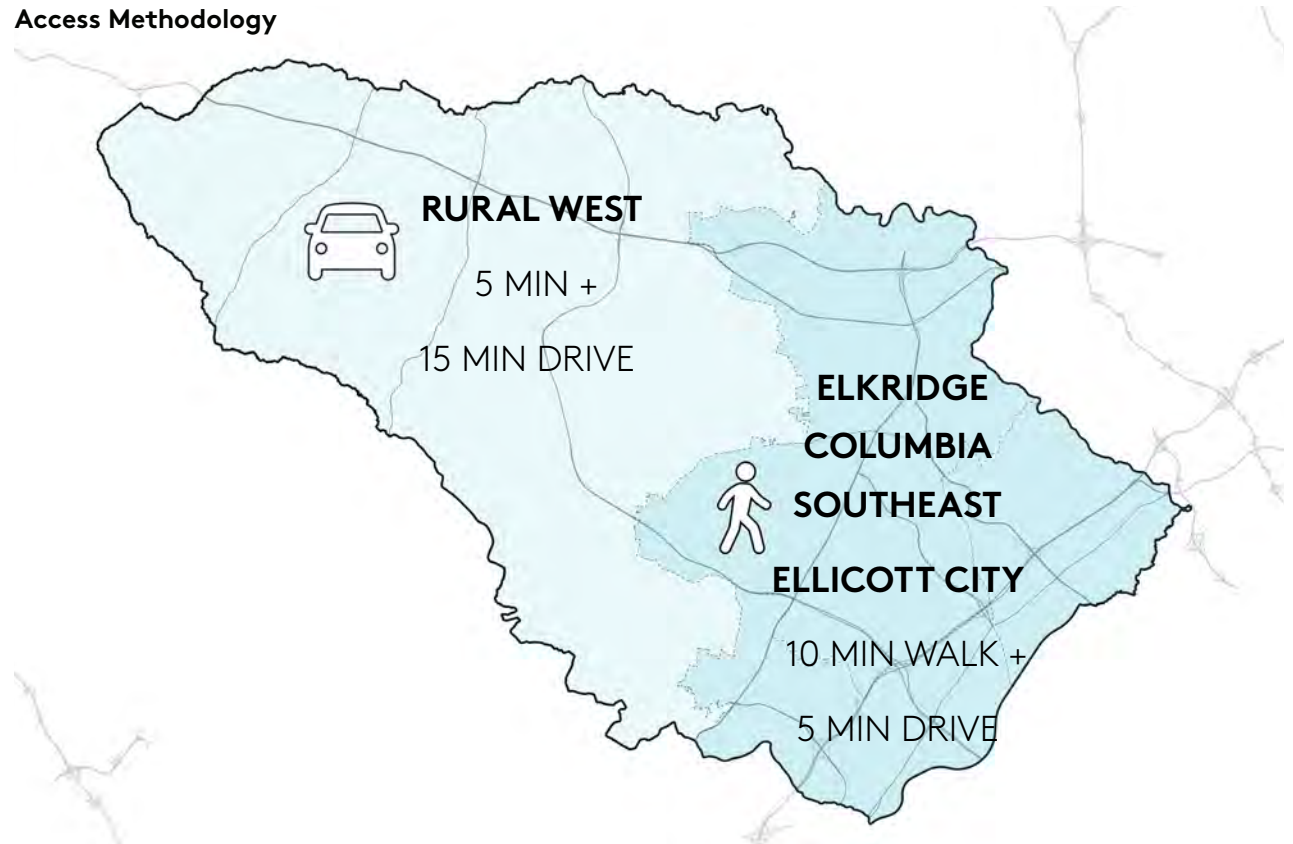 Access Methodology
RURAL WEST
5 MIN +
15 MIN DRIVE
ELKRIDGE
COLUMBIA
SOUTHEAST
ELLICOTT CITY
10 MIN WALK +
5 MIN DRIVE